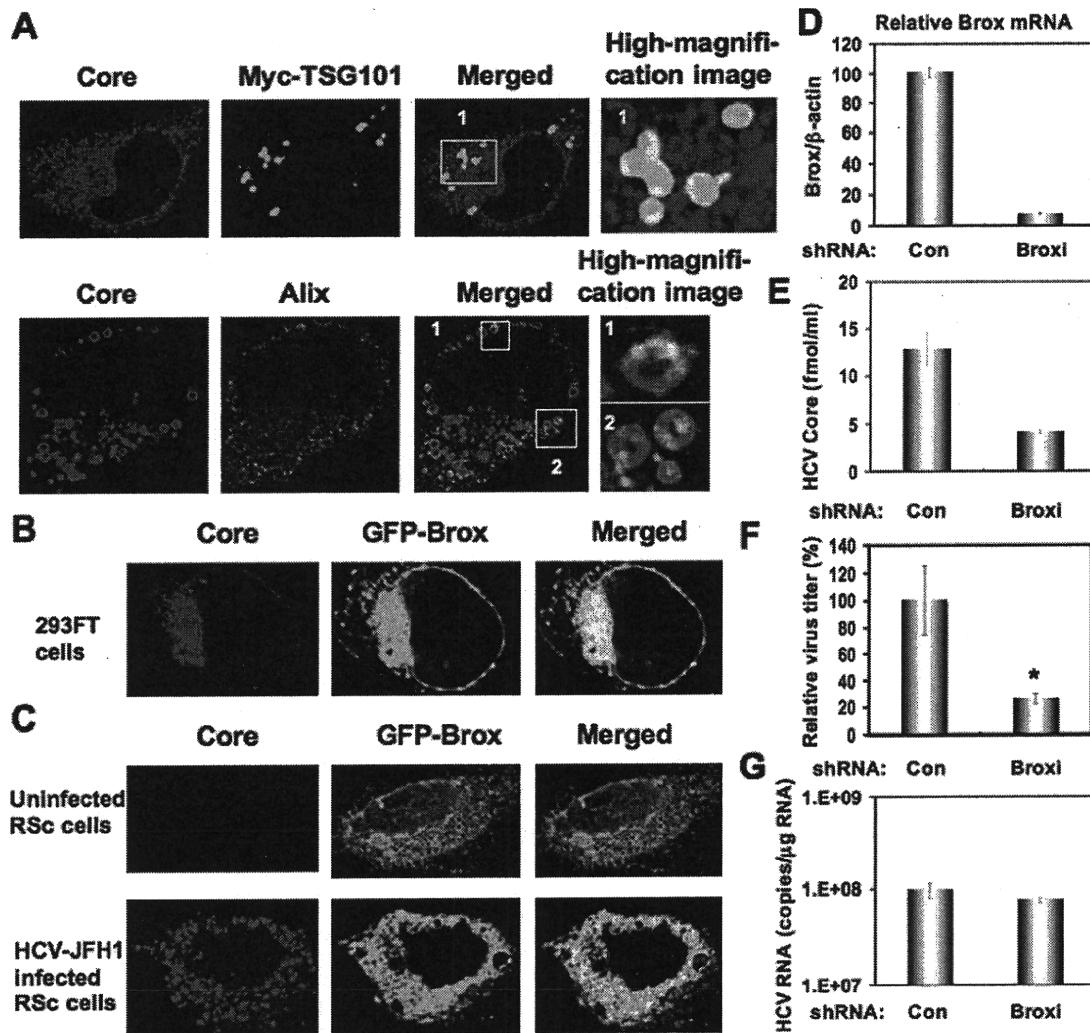 A
Core
Myc-TSG101
Merged
High-magnifi-
cation image
1
1
Core
Alix
Merged
High-magnifi-
cation image
1
2
1
2
B
Core
GFP-Brox
Merged
293FT
cells
C
Core
GFP-Brox
Merged
Uninfected
RSc cells
HCV-JFH1
infected
RSc cells
D
Relative Brox mRNA
Brox/β-actin
120
100
80
60
40
20
0
shRNA: Con Broxi
E
HCV Core (fmol/ml)
20
15
10
5
0
shRNA: Con Broxi
F
Relative virus titer (%)
140
120
100
80
60
40
20
0
*
shRNA: Con Broxi
G
HCV RNA (copies/μg RNA)
1.E+09
1.E+08
1.E+07
shRNA: Con Broxi